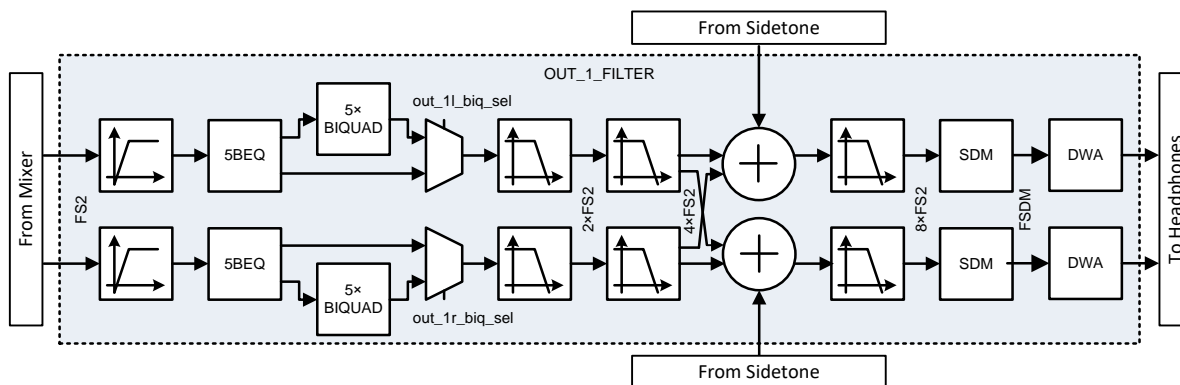 From Sidetone
OUT_1_FILTER
From Mixer
FS2
5BEQ
5×
BIQUAD
out_1l_biq_sel
2×FS2
4×FS2
8×FS2
SDM
FSDM
DWA
To Headphones
5BEQ
5×
BIQUAD
out_1r_biq_sel
SDM
DWA
From Sidetone